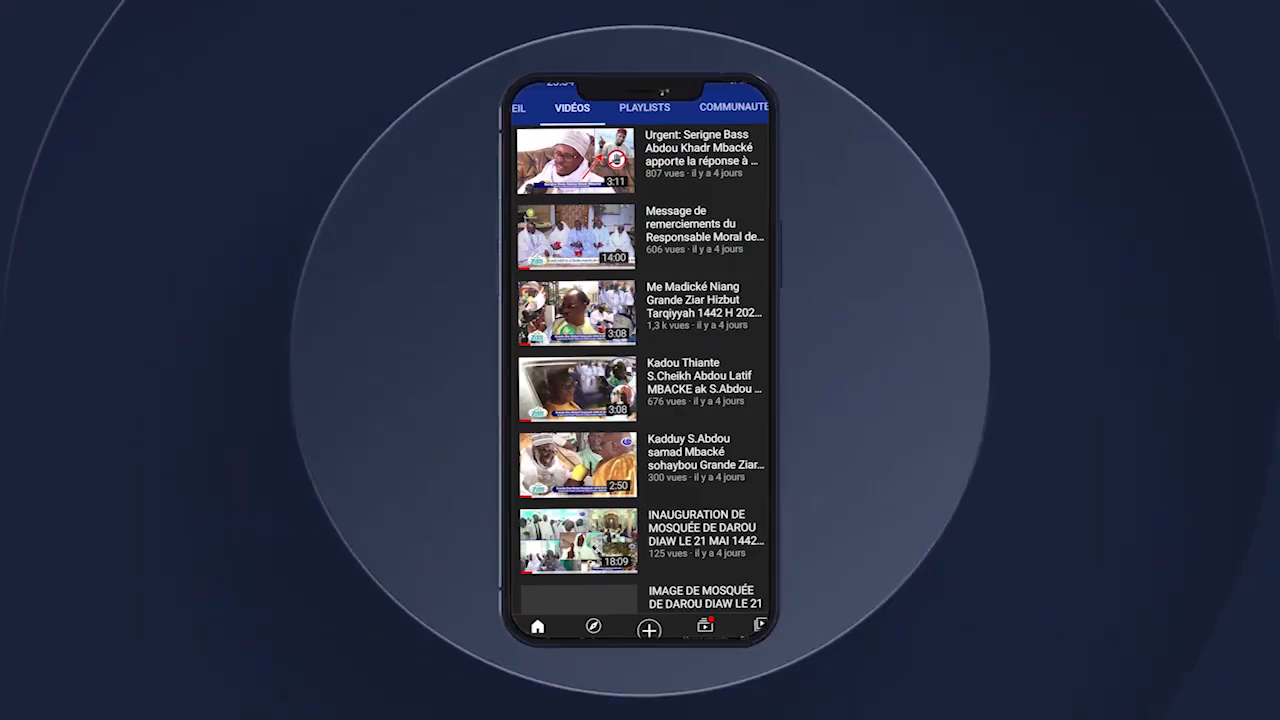 EIL VIDÉOS PLAYLISTS COMMUNAUTÉ
Urgent: Serigne Bass
Abdou Khadr Mbacké
apporte la réponse à ...
807 vues · il y a 4 jours
3:11
Message de
remerciements du
Responsable Moral de...
606 vues · il y a 4 jours
14:00
Me Madické Niang
Grande Ziar Hizbut
Tarqiyyah 1442 H 202...
1,3 k vues · il y a 4 jours
3:08
Kadou Thiante
S.Cheikh Abdou Latif
MBACKE ak S.Abdou ...
676 vues · il y a 4 jours
3:08
Kadduy S.Abdou
samad Mbacké
sohaybou Grande Ziar...
300 vues · il y a 4 jours
2:50
INAUGURATION DE
MOSQUÉE DE DAROU
DIAW LE 21 MAI 1442...
125 vues · il y a 4 jours
18:09
IMAGE DE MOSQUÉE
DE DAROU DIAW LE 21